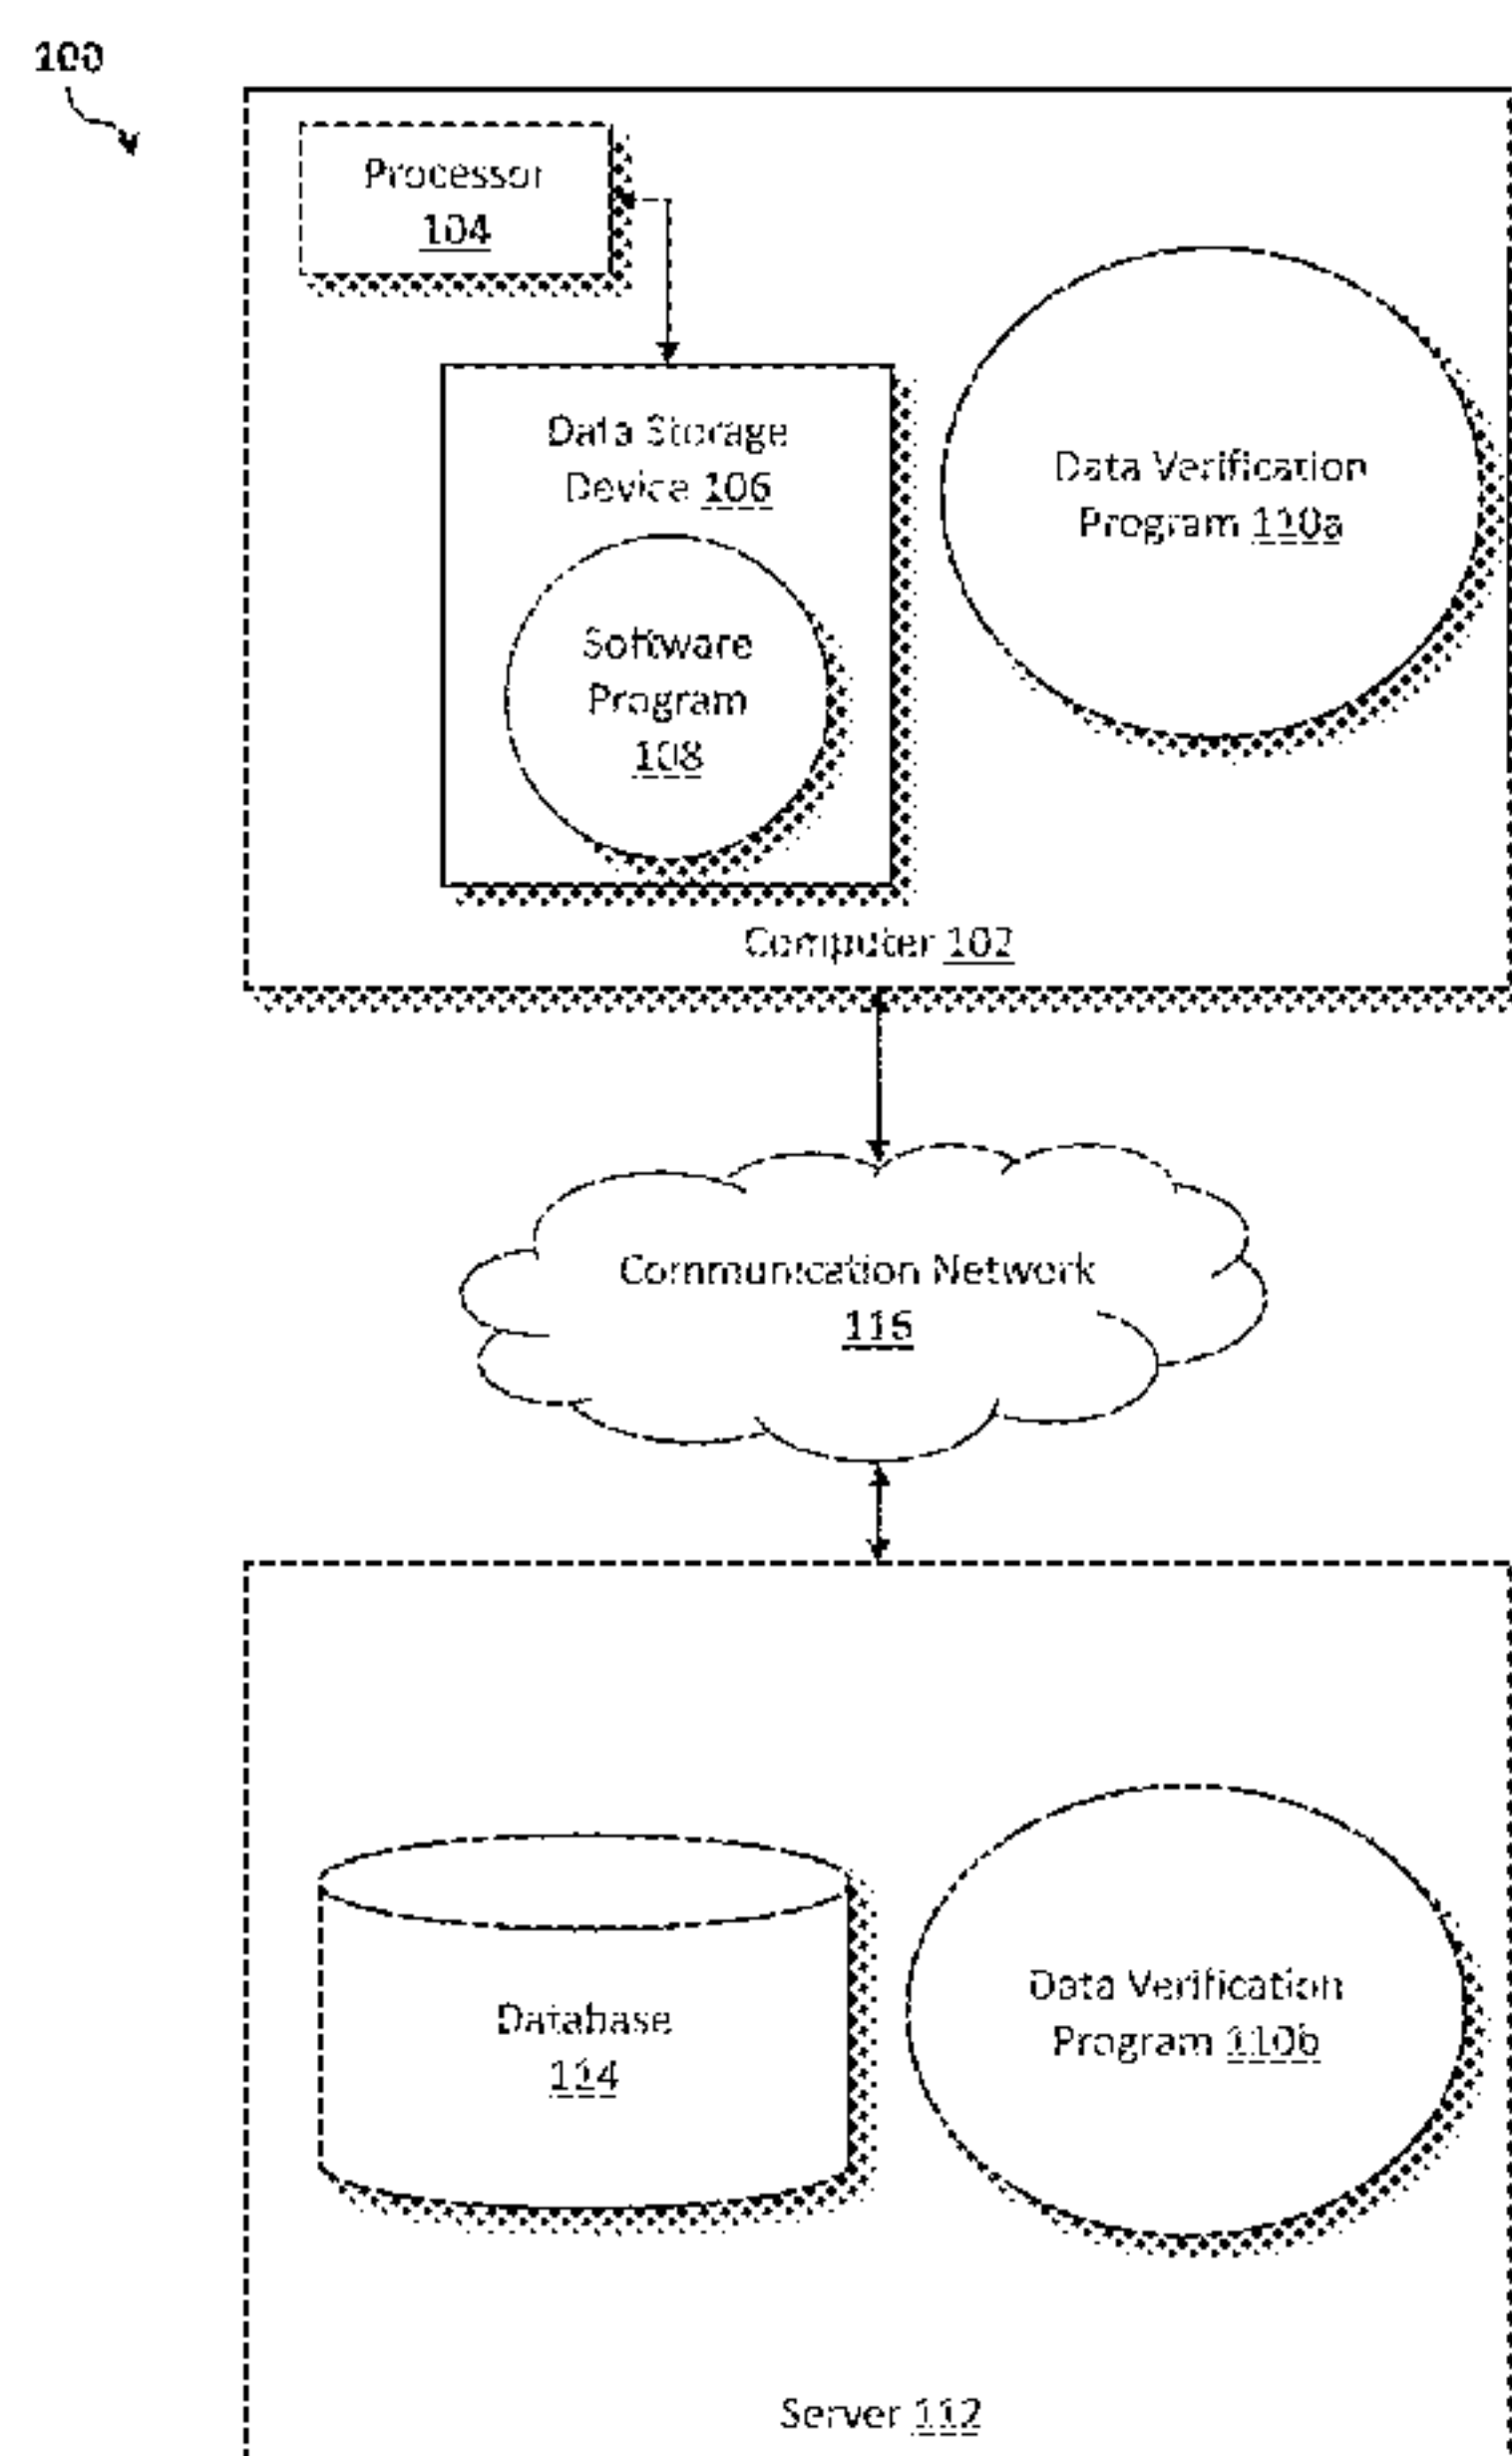 100
Processor
104
Data Storage
Device 106
Software
Program
108
Data Verification
Program 110a
Computer 102
Communication Network
116
Database
114
Data Verification
Program 110b
Server 112